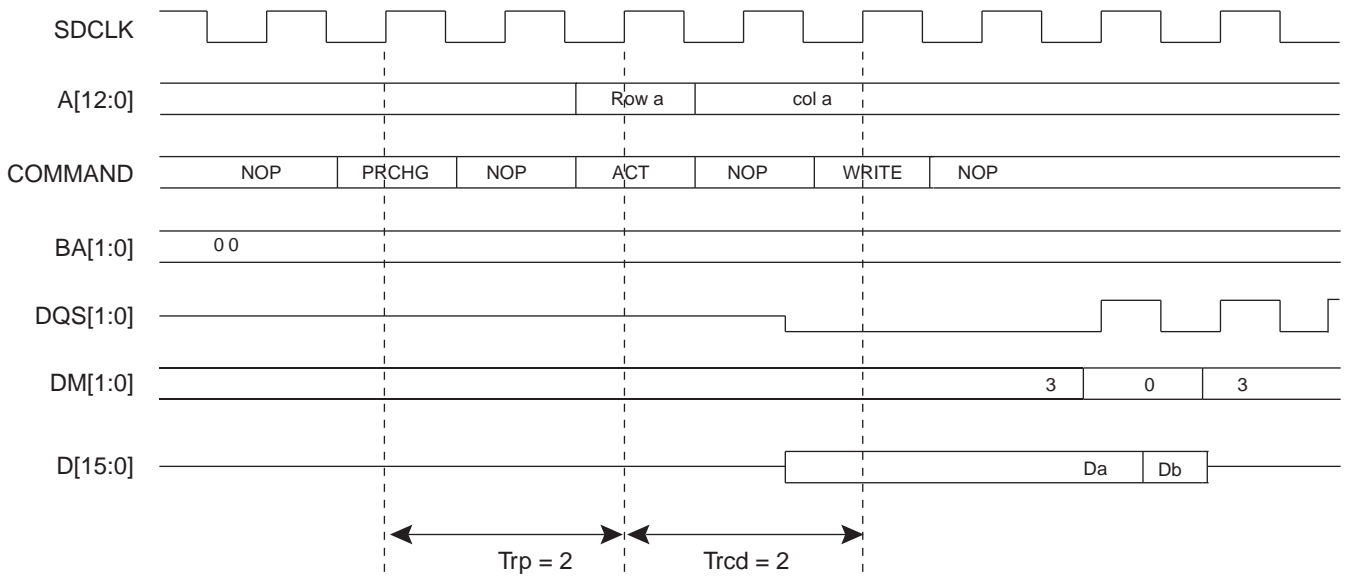 SDCLK
A[12:0] Row a col a
COMMAND NOP PRCHG NOP ACT NOP WRITE NOP
BA[1:0] 0 0
DQS[1:0]
DM[1:0] 3 0 3
D[15:0] Da Db
Trp = 2 Trcd = 2